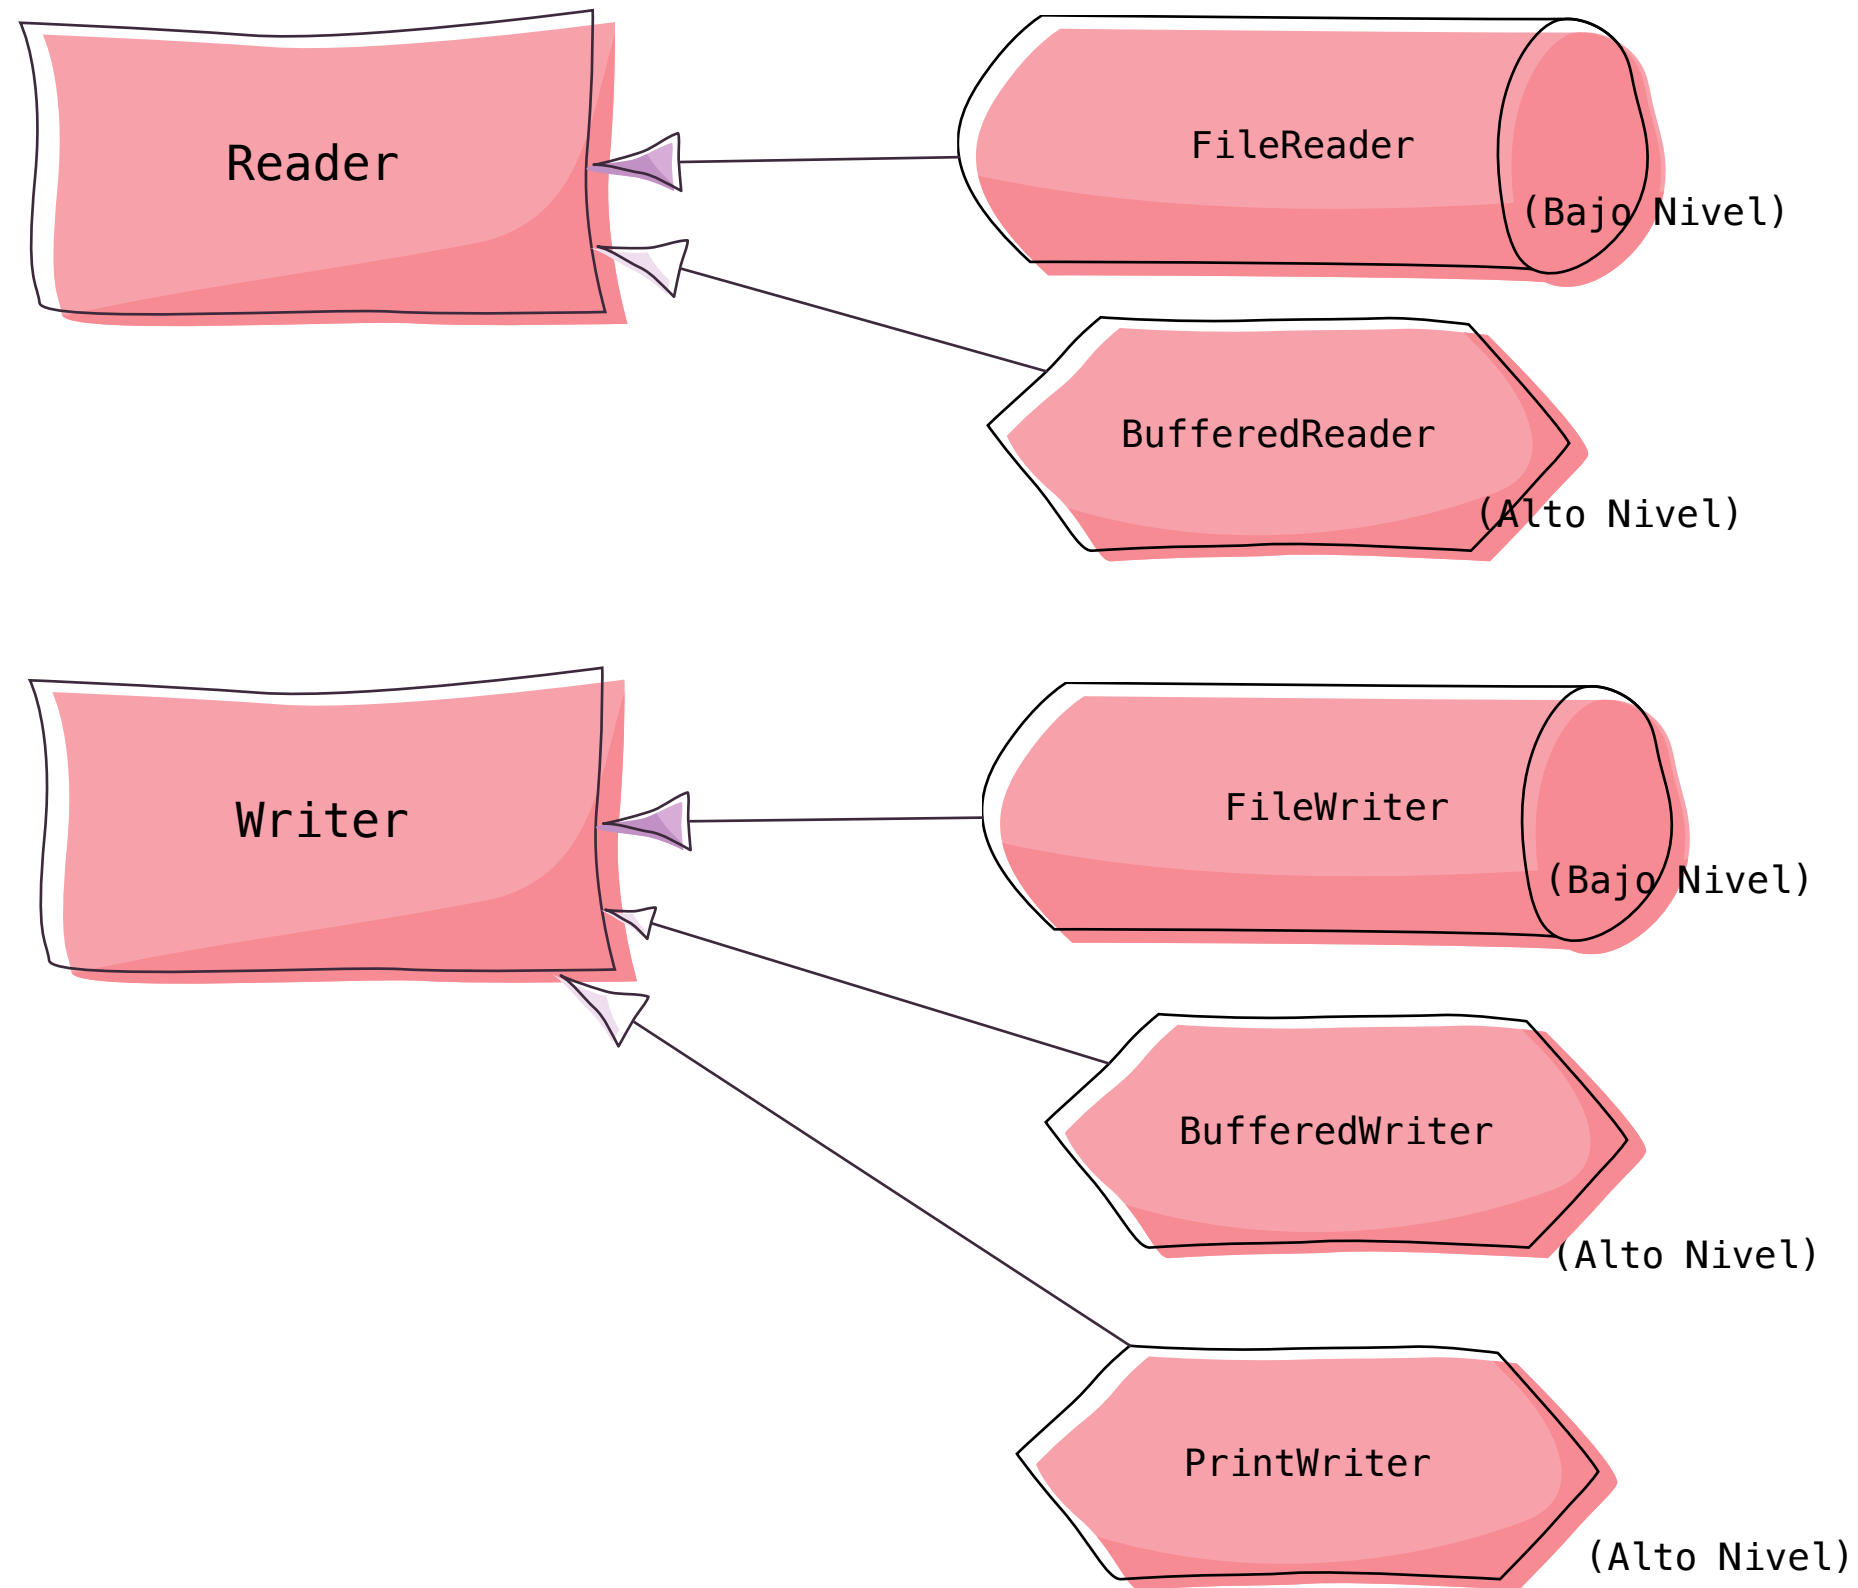 Reader
FileReader
(Bajo Nivel)
BufferedReader
(Alto Nivel)
Writer
FileWriter
(Bajo Nivel)
BufferedWriter
(Alto Nivel)
PrintWriter
(Alto Nivel)